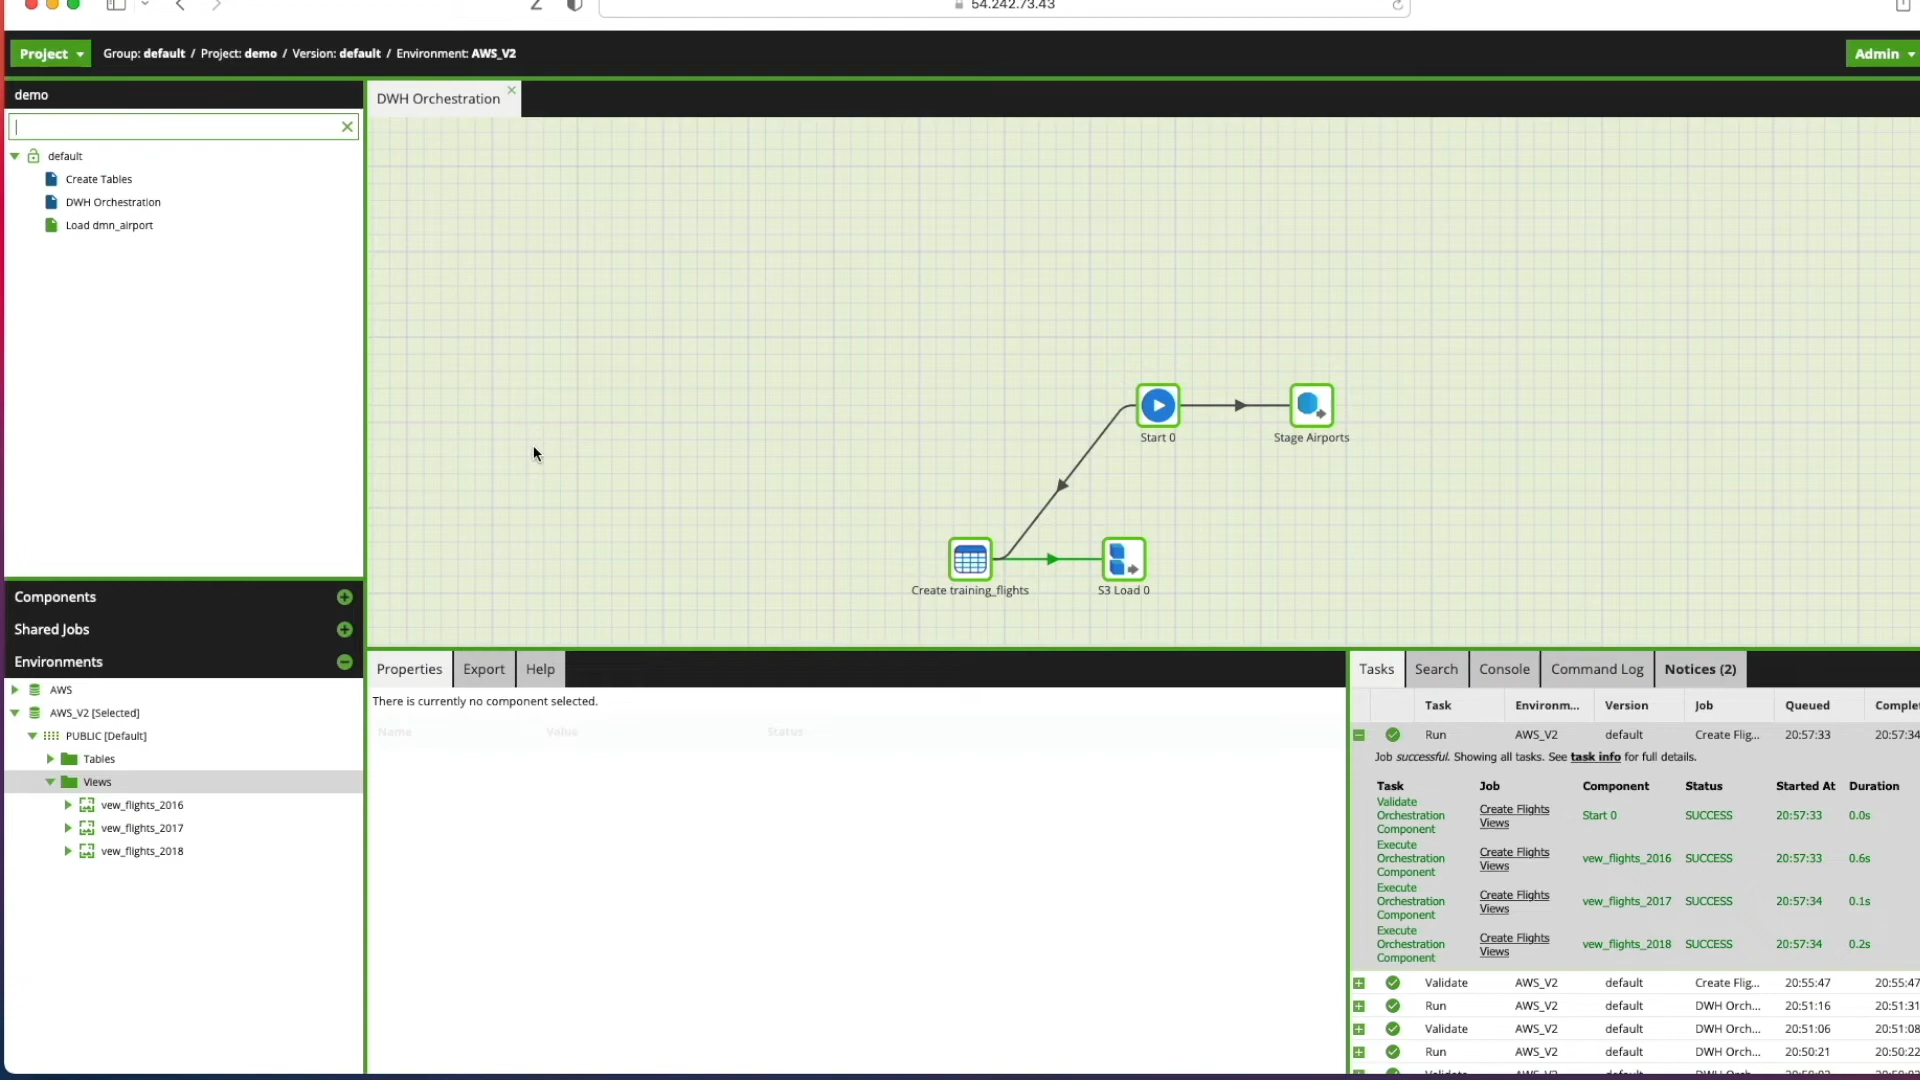 54.242.73.43
Project
Group: default / Project: demo / Version: default / Environment: AWS_V2
Admin
demo
DWH Orchestration
default
Create Tables
DWH Orchestration
Load dmn_airport
Start 0
Stage Airports
Create training_flights
S3 Load 0
Components
Shared Jobs
Environments
AWS
AWS_V2 [Selected]
PUBLIC [Default]
Tables
Views
vew_flights_2016
vew_flights_2017
vew_flights_2018
Properties Export Help
There is currently no component selected.
Name Value Status
Tasks Search Console Command Log Notices (2)
Task Environm... Version Job Queued Comple
Run AWS_V2 default Create Flig... 20:57:33 20:57:34
Job successful. Showing all tasks. See task info for full details.
Task Job Component Status Started At Duration
Validate
Orchestration
Component
Create Flights
Views
Start 0 SUCCESS 20:57:33 0.0s
Execute
Orchestration
Component
Create Flights
Views
vew_flights_2016 SUCCESS 20:57:33 0.6s
Execute
Orchestration
Component
Create Flights
Views
vew_flights_2017 SUCCESS 20:57:34 0.1s
Execute
Orchestration
Component
Create Flights
Views
vew_flights_2018 SUCCESS 20:57:34 0.2s
Validate AWS_V2 default Create Flig... 20:55:47 20:55:47
Run AWS_V2 default DWH Orch... 20:51:16 20:51:31
Validate AWS_V2 default DWH Orch... 20:51:06 20:51:08
Run AWS_V2 default DWH Orch... 20:50:21 20:50:22